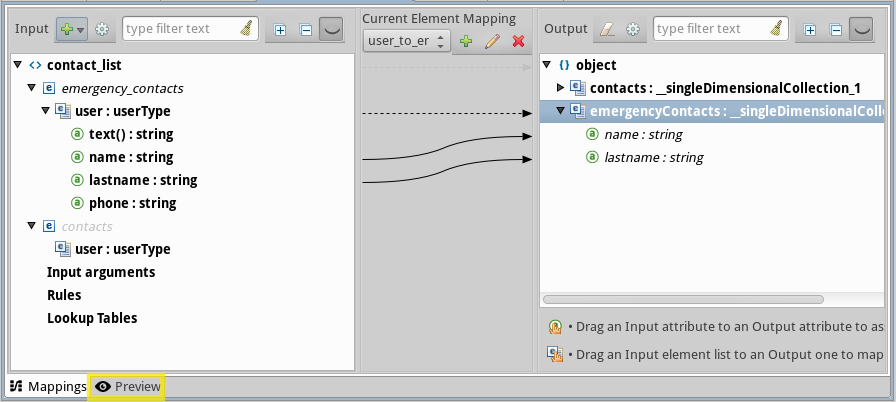 Input
type filter text
contact_list
emergency_contacts
user : userType
text() : string
name : string
lastname : string
phone : string
contacts
user : userType
Input arguments
Rules
Lookup Tables
Current Element Mapping
user_to_er
Output
type filter text
object
contacts : __singleDimensionalCollection_1
emergencyContacts : __singleDimensionalColle
name : string
lastname : string
• Drag an Input attribute to an Output attribute to as
• Drag an Input element list to an Output one to map
Mappings
Preview